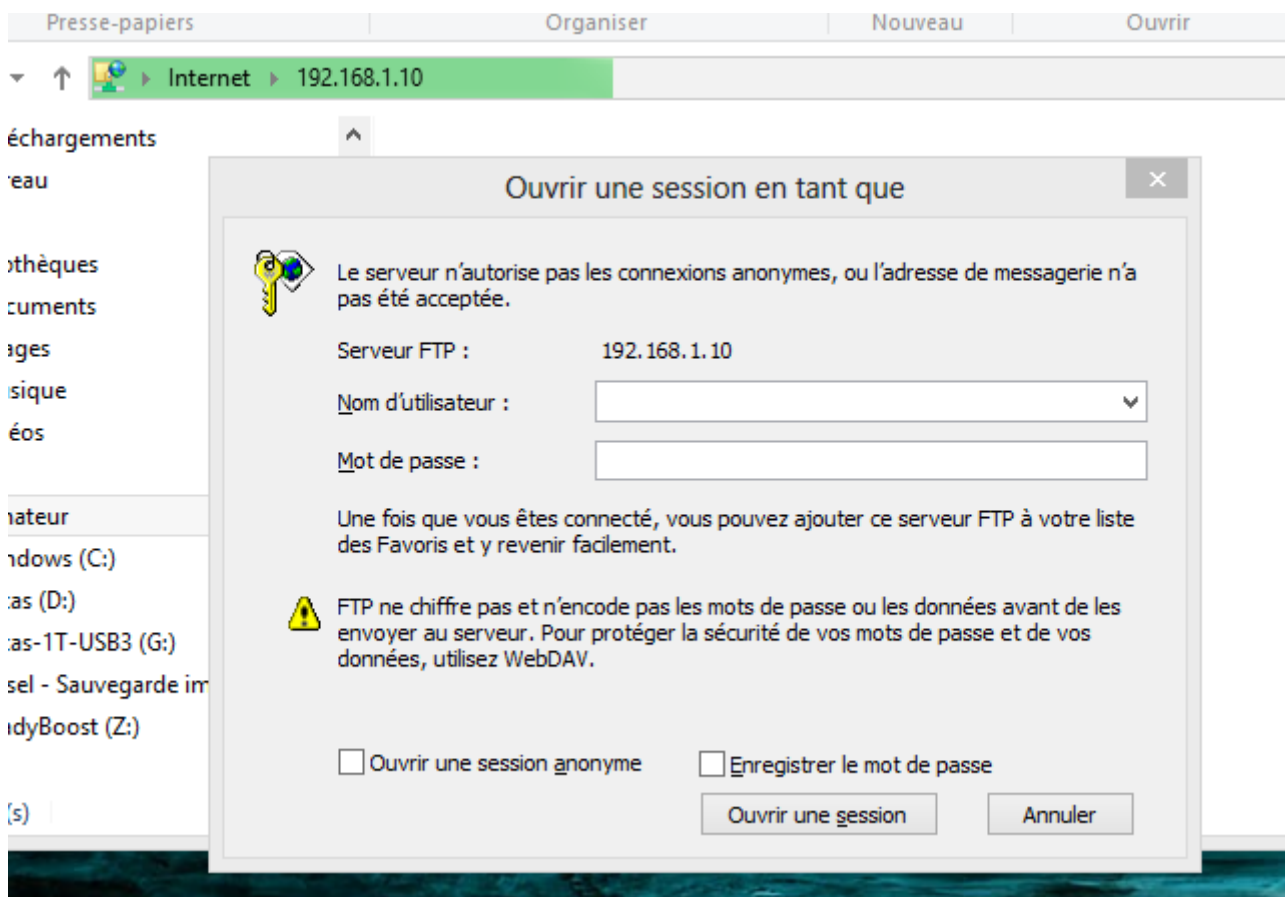 Presse-papiers Organiser Nouveau Ouvrir
Internet 192.168.1.10
échargements
eau
Ouvrir une session en tant que
othèques
cuments
ages
sique
éos
Le serveur n'autorise pas les connexions anonymes, ou l'adresse de messagerie n'a
pas été acceptée.
Serveur FTP : 192.168.1.10
Nom d'utilisateur :
Mot de passe :
Une fois que vous êtes connecté, vous pouvez ajouter ce serveur FTP à votre liste
des Favoris et y revenir facilement.
nateur
ndows (C:)
as (D:)
as-1T-USB3 (G:)
sel - Sauvegarde im
dyBoost (Z:)
(s)
FTP ne chiffre pas et n'encode pas les mots de passe ou les données avant de les
envoyer au serveur. Pour protéger la sécurité de vos mots de passe et de vos
données, utilisez WebDAV.
Ouvrir une session anonyme Enregistrer le mot de passe
Ouvrir une session Annuler